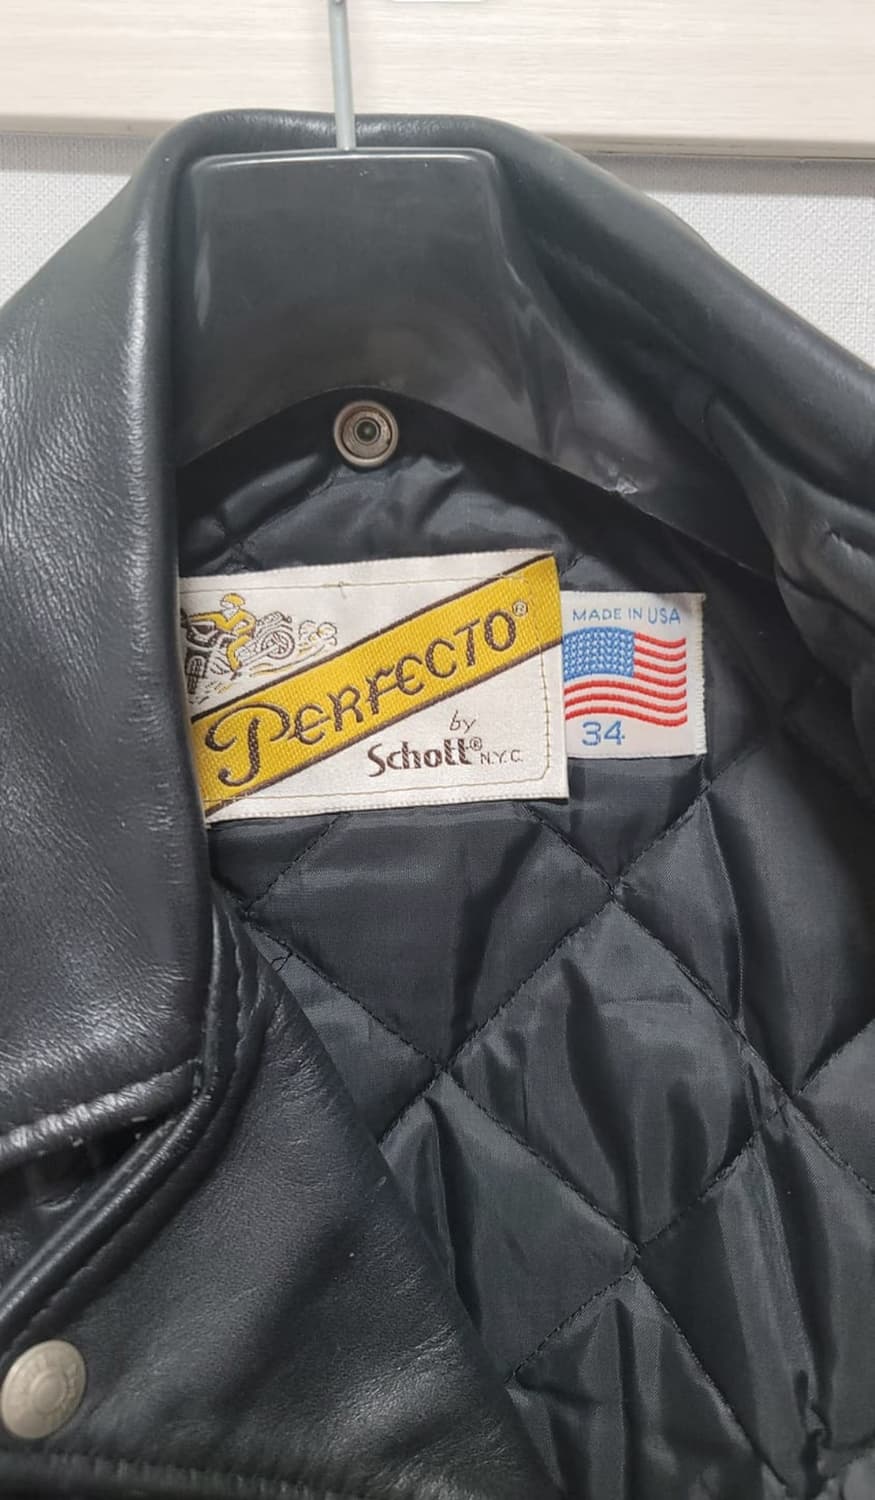 PERFECTO®
by
Schott® N.Y.C.
MADE IN USA
34